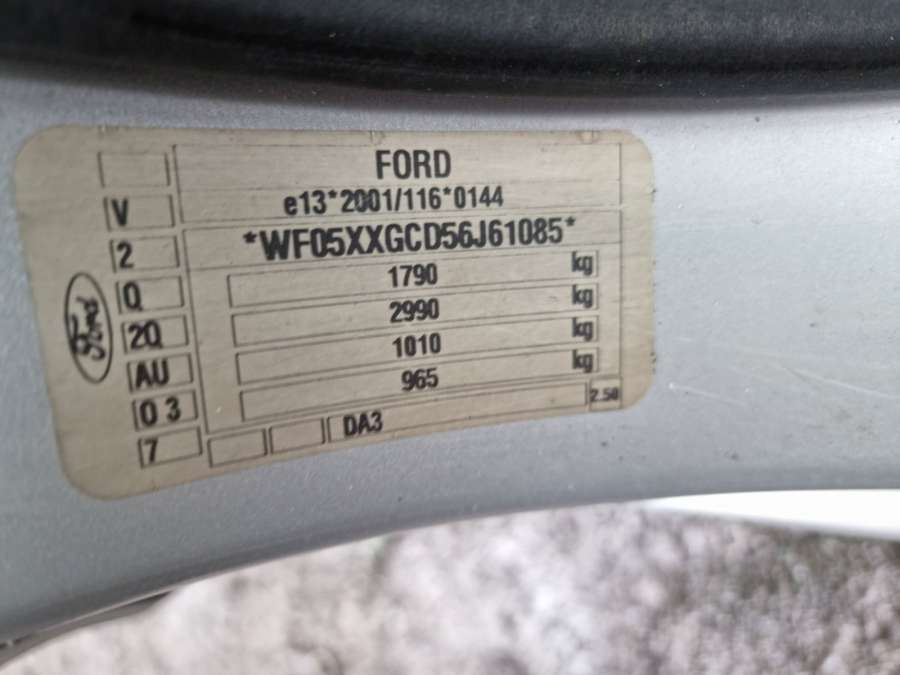 FORD
e13*2001/116*0144
*WF05XXGCD56J61085*
1790 kg
2990 kg
1010 kg
965 kg
V
2
Q
2Q
AU
0 3
7
DA3
2.50
Ford